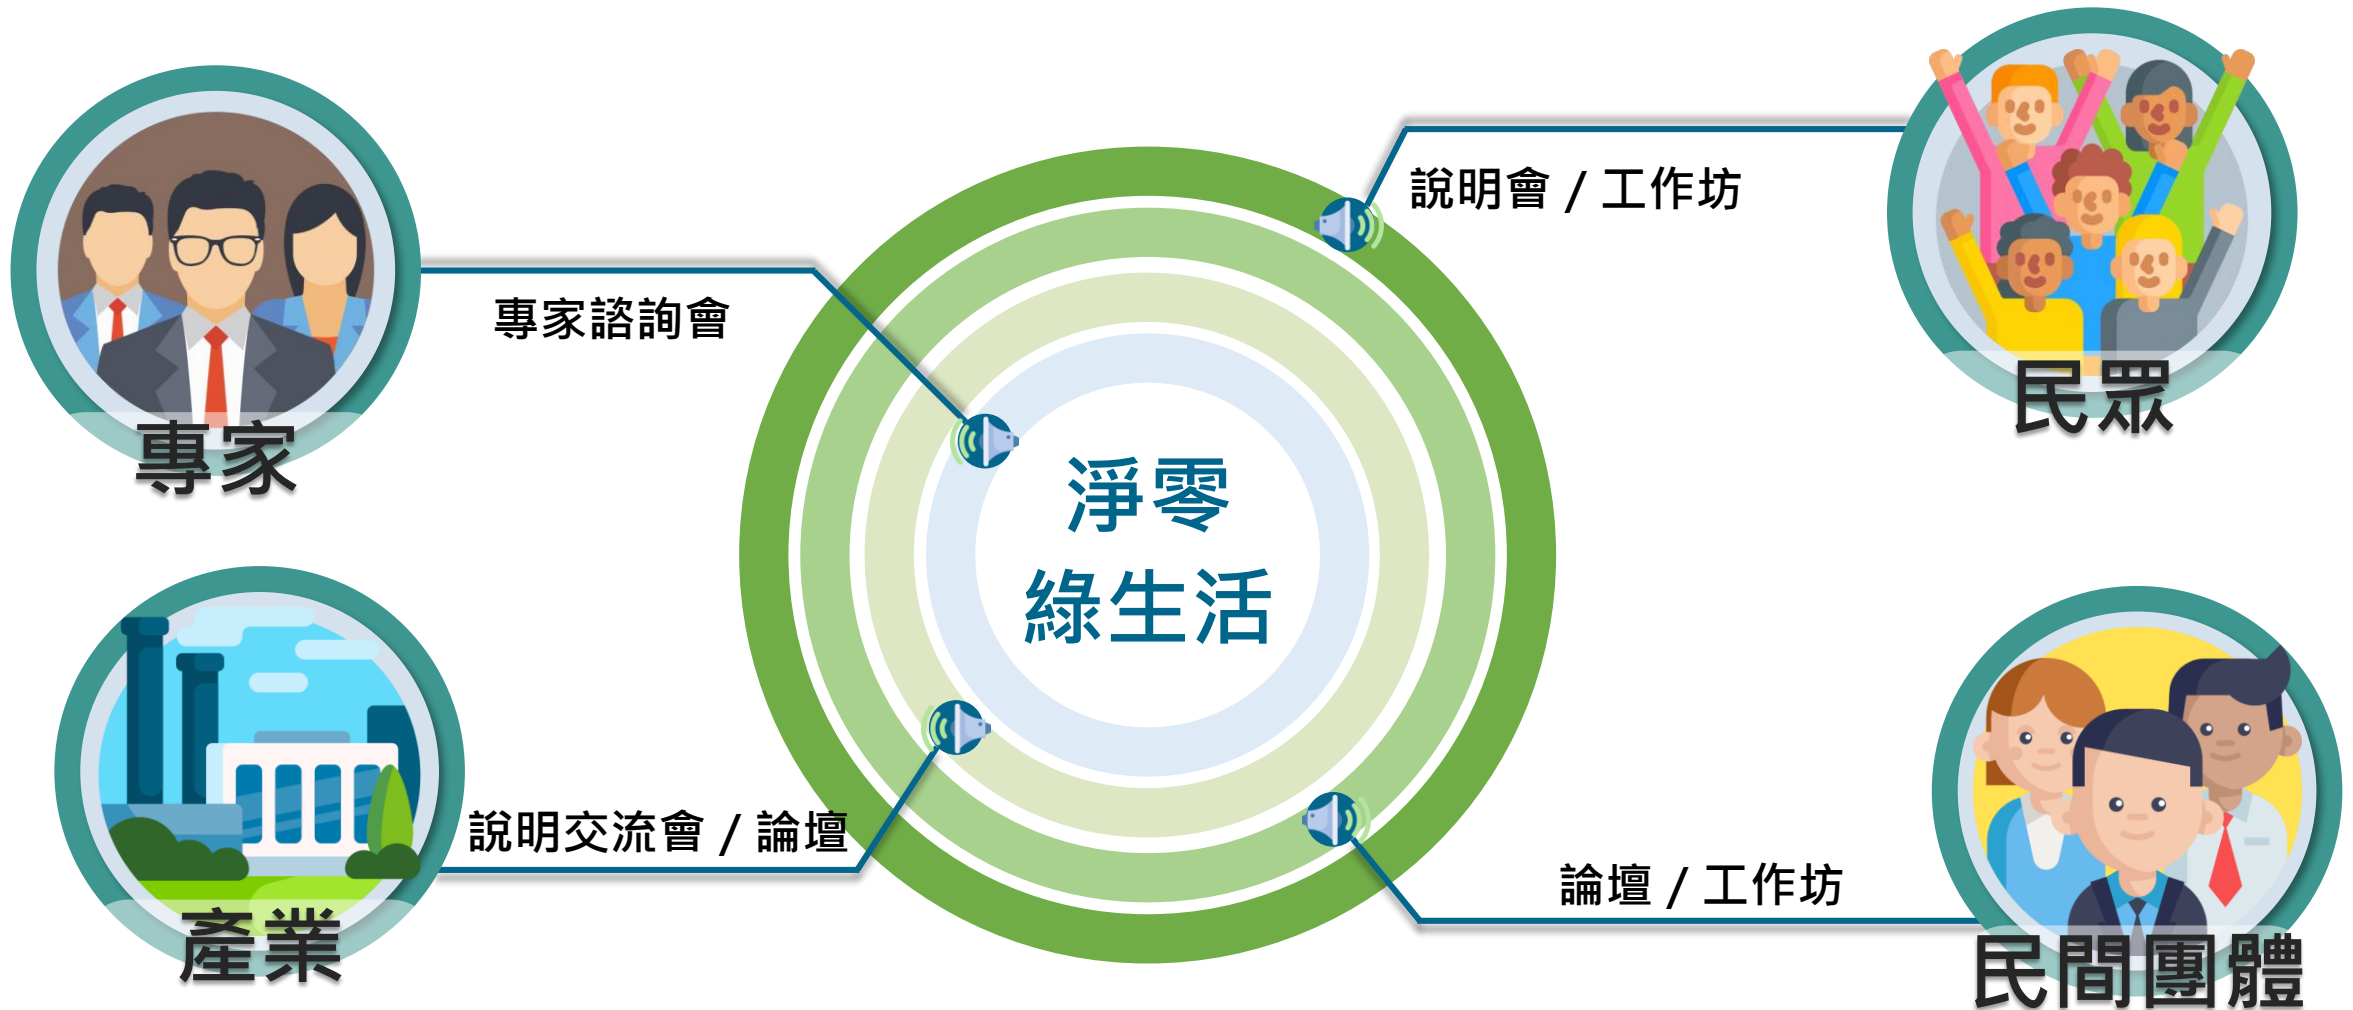 說明會 / 工作坊
專家諮詢會
民眾
專家
淨零
綠生活
說明交流會 / 論壇
論壇 / 工作坊
產業
民間團體